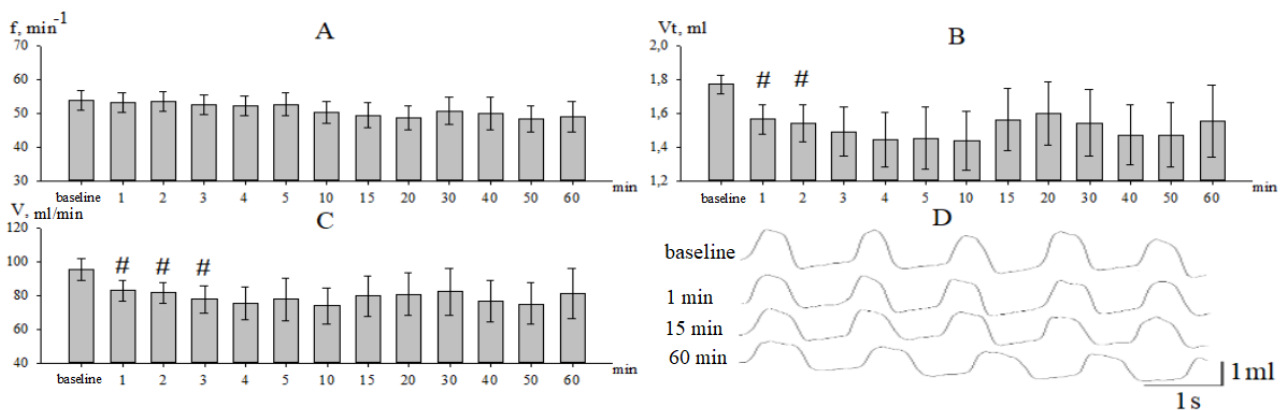 f, min-1
A
70
60
50
40
30
baseline 1 2 3 4 5 10 15 20 30 40 50 60 min
Vt, ml
B
2,0
1,8
1,6
1,4
1,2
# #
baseline 1 2 3 4 5 10 15 20 30 40 50 60 min
V, ml/min
C
120
100
80
60
40
# # #
baseline 1 2 3 4 5 10 15 20 30 40 50 60
D
baseline
1 min
15 min
60 min
1 ml
1 s